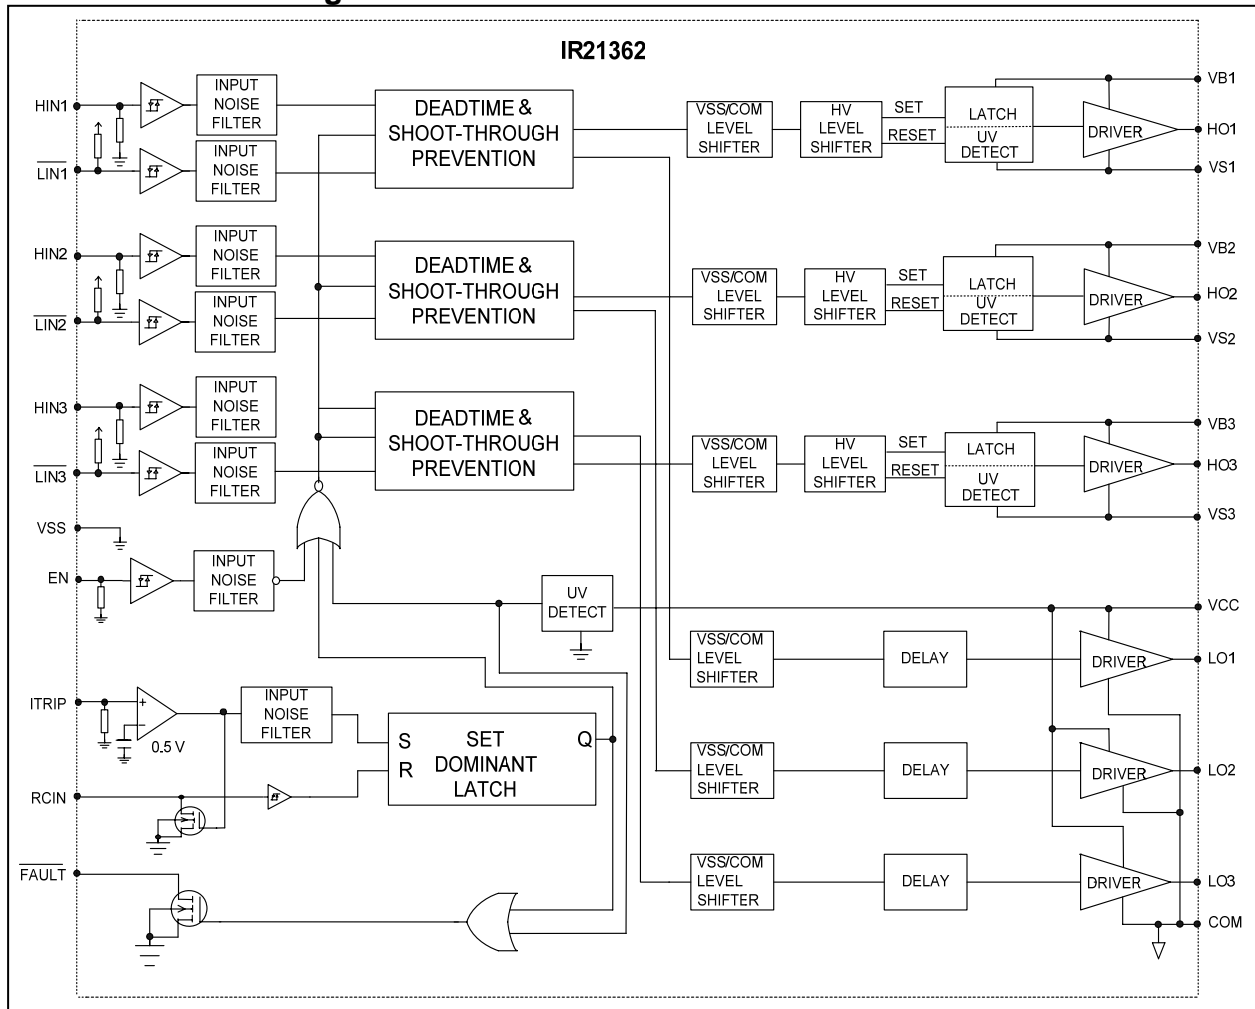 IR21362
HIN1
INPUT
NOISE
FILTER
LIN1
INPUT
NOISE
FILTER
DEADTIME &
SHOOT-THROUGH
PREVENTION
VSS/COM
LEVEL
SHIFTER
HV
LEVEL
SHIFTER
SET
RESET
LATCH
UV
DETECT
DRIVER
VB1
HO1
VS1
HIN2
INPUT
NOISE
FILTER
LIN2
INPUT
NOISE
FILTER
DEADTIME &
SHOOT-THROUGH
PREVENTION
VSS/COM
LEVEL
SHIFTER
HV
LEVEL
SHIFTER
SET
RESET
LATCH
UV
DETECT
DRIVER
VB2
HO2
VS2
HIN3
INPUT
NOISE
FILTER
LIN3
INPUT
NOISE
FILTER
DEADTIME &
SHOOT-THROUGH
PREVENTION
VSS/COM
LEVEL
SHIFTER
HV
LEVEL
SHIFTER
SET
RESET
LATCH
UV
DETECT
DRIVER
VB3
HO3
VS3
VSS
EN
INPUT
NOISE
FILTER
UV
DETECT
VCC
VSS/COM
LEVEL
SHIFTER
DELAY
DRIVER
LO1
ITRIP
+
−
0.5 V
INPUT
NOISE
FILTER
S
R
SET
DOMINANT
LATCH
Q
VSS/COM
LEVEL
SHIFTER
DELAY
DRIVER
LO2
RCIN
FAULT
VSS/COM
LEVEL
SHIFTER
DELAY
DRIVER
LO3
COM